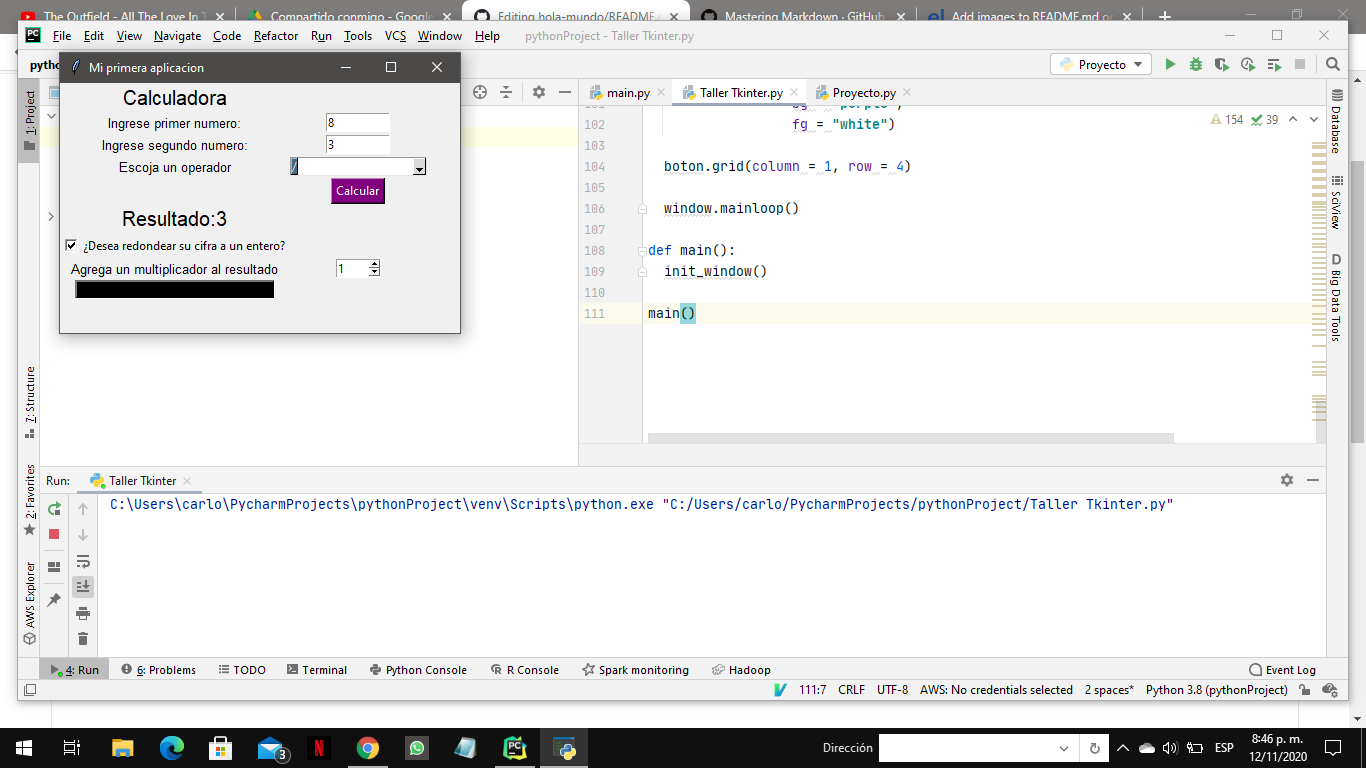 The Outfield - All The Love In T
Compartido conmigo - Google
Editing hola-mundo/README.
Mastering Markdown · GitHub
Add images to README.md
PC File Edit View Navigate Code Refactor Run Tools VCS Window Help pythonProject - Taller Tkinter.py
Proyecto
Mi primera aplicacion
Calculadora
Ingrese primer numero: 8
Ingrese segundo numero: 3
Escoja un operador /
Calcular
Resultado:3
¿Desea redondear su cifra a un entero?
Agrega un multiplicador al resultado 1
1: Project
7: Structure
2: Favorites
AWS Explorer
main.py Taller Tkinter.py Proyecto.py
154 39
102 fg = "white")
103
104 boton.grid(column = 1, row = 4)
105
106 window.mainloop()
107
108 def main():
109 init_window()
110
111 main()
Database
SciView
D Big Data Tools
Run: Taller Tkinter
C:\Users\carlo\PycharmProjects\pythonProject\venv\Scripts\python.exe "C:/Users/carlo/PycharmProjects/pythonProject/Taller Tkinter.py"
4: Run 6: Problems TODO Terminal Python Console R Console Spark monitoring Hadoop Event Log
111:7 CRLF UTF-8 AWS: No credentials selected 2 spaces* Python 3.8 (pythonProject)
3 N PC Dirección ESP 8:46 p. m.
12/11/2020